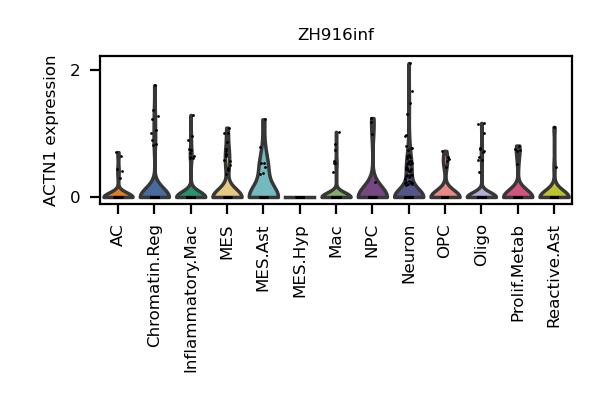 ZH916inf
ACTN1 expression
2
0
AC
Chromatin.Reg
Inflammatory.Mac
MES
MES.Ast
MES.Hyp
Mac
NPC
Neuron
OPC
Oligo
Prolif.Metab
Reactive.Ast